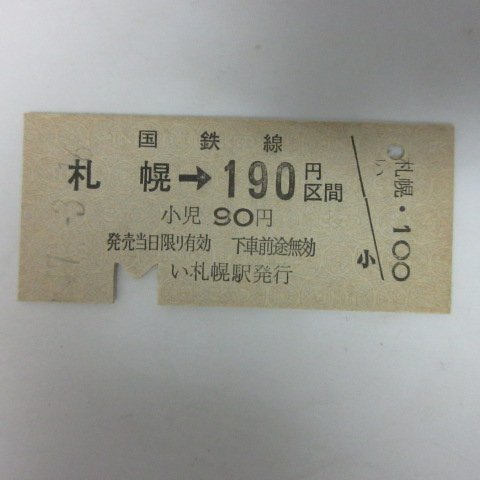 国鉄線
札幌→190円区間
小児 90円
発売当日限り有効 下車前途無効
い札幌駅発行
小
札幌・100